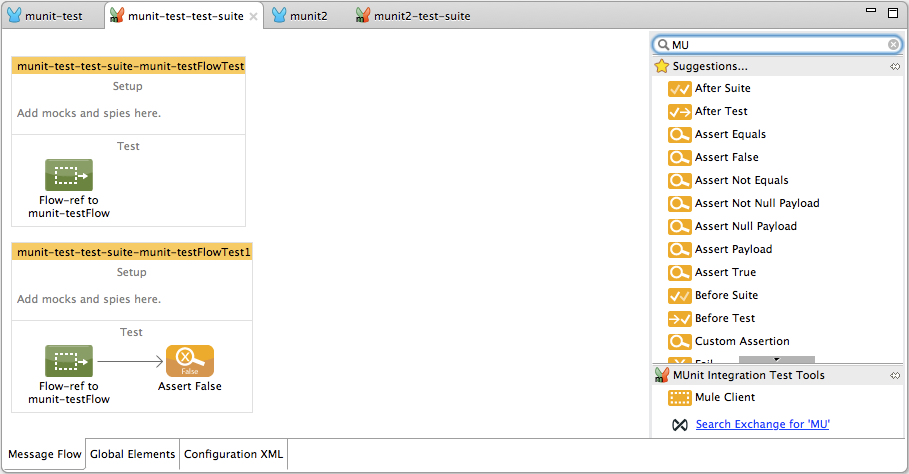 munit-test
munit-test-test-suite
munit2
munit2-test-suite
munit-test-test-suite-munit-testFlowTest
Setup
Add mocks and spies here.
Test
Flow-ref to
munit-testFlow
munit-test-test-suite-munit-testFlowTest1
Setup
Add mocks and spies here.
Test
False
Flow-ref to
munit-testFlow
Assert False
MU
Suggestions...
After Suite
After Test
Assert Equals
Assert False
Assert Not Equals
Assert Not Null Payload
Assert Null Payload
Assert Payload
Assert True
Before Suite
Before Test
Custom Assertion
MUnit Integration Test Tools
Mule Client
Search Exchange for 'MU'
Message Flow
Global Elements
Configuration XML